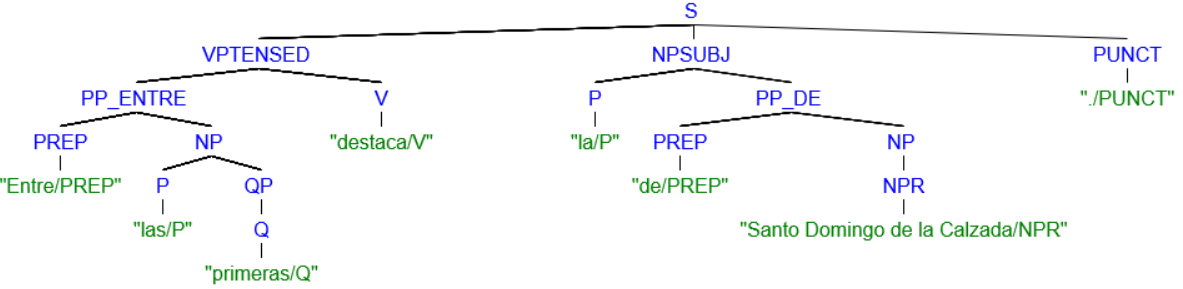 S
VPTENSED NPSUBJ PUNCT
PP_ENTRE V P PP_DE "./PUNCT"
PREP NP "destaca/V" "la/P" PREP NP
"Entre/PREP" P QP "de/PREP" NPR
"las/P" Q "Santo Domingo de la Calzada/NPR"
"primeras/Q"